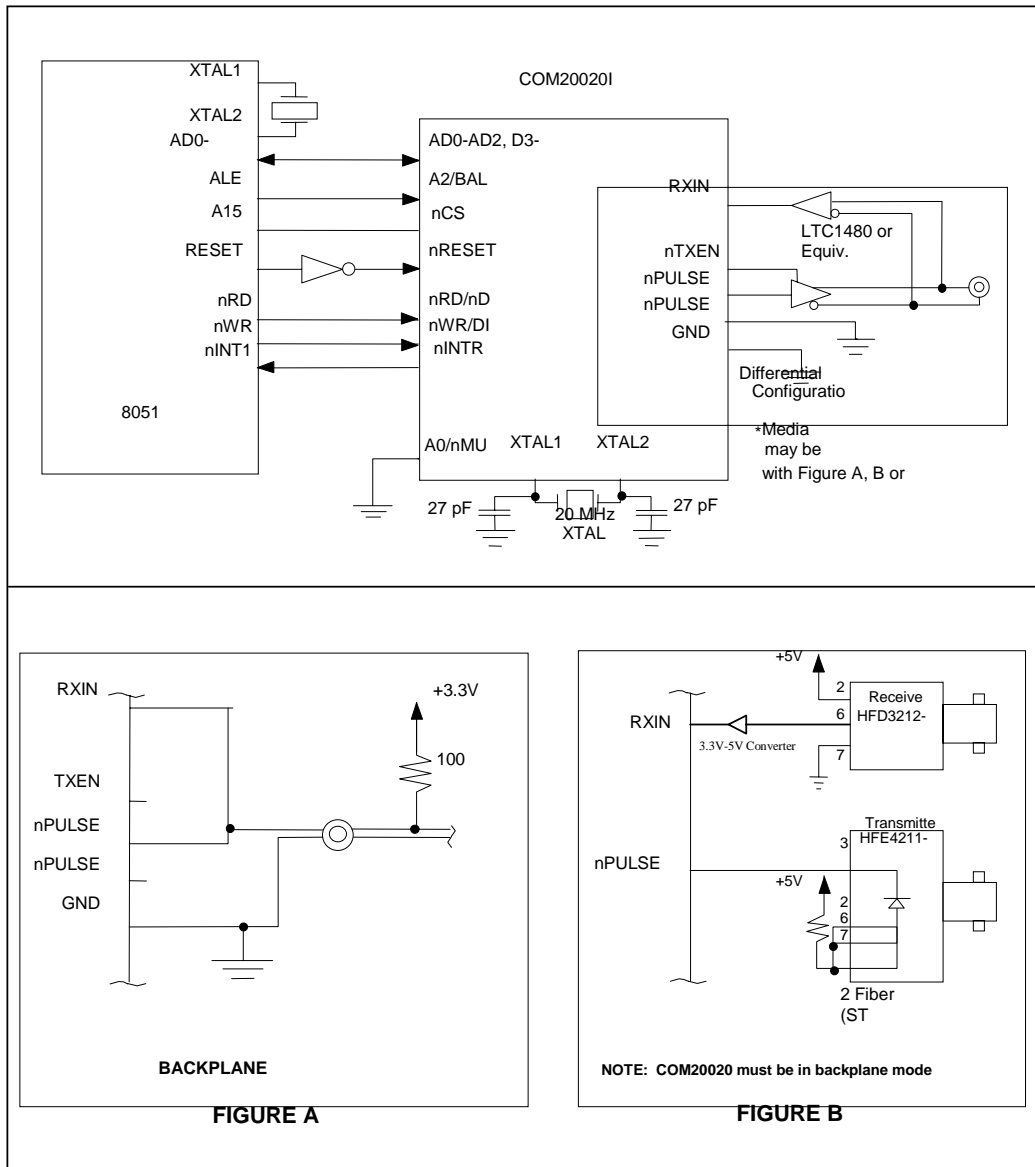 XTAL1
XTAL2
AD0-
ALE
A15
RESET
nRD
nWR
nINT1
8051
COM20020I
AD0-AD2, D3-
A2/BAL
nCS
nRESET
nRD/nD
nWR/DI
nINTR
A0/nMU
XTAL1
XTAL2
RXIN
nTXEN
nPULSE
nPULSE
GND
LTC1480 or
Equiv.
Differential
Configuratio
*Media
may be
with Figure A, B or
27 pF
20 MHz
XTAL
27 pF
RXIN
TXEN
nPULSE
nPULSE
GND
+3.3V
100
BACKPLANE
FIGURE A
+5V
2
6
7
Receive
HFD3212-
RXIN
3.3V-5V Converter
Transmitte
HFE4211-
3
nPULSE
+5V
2
6
7
2 Fiber
(ST
NOTE: COM20020 must be in backplane mode
FIGURE B